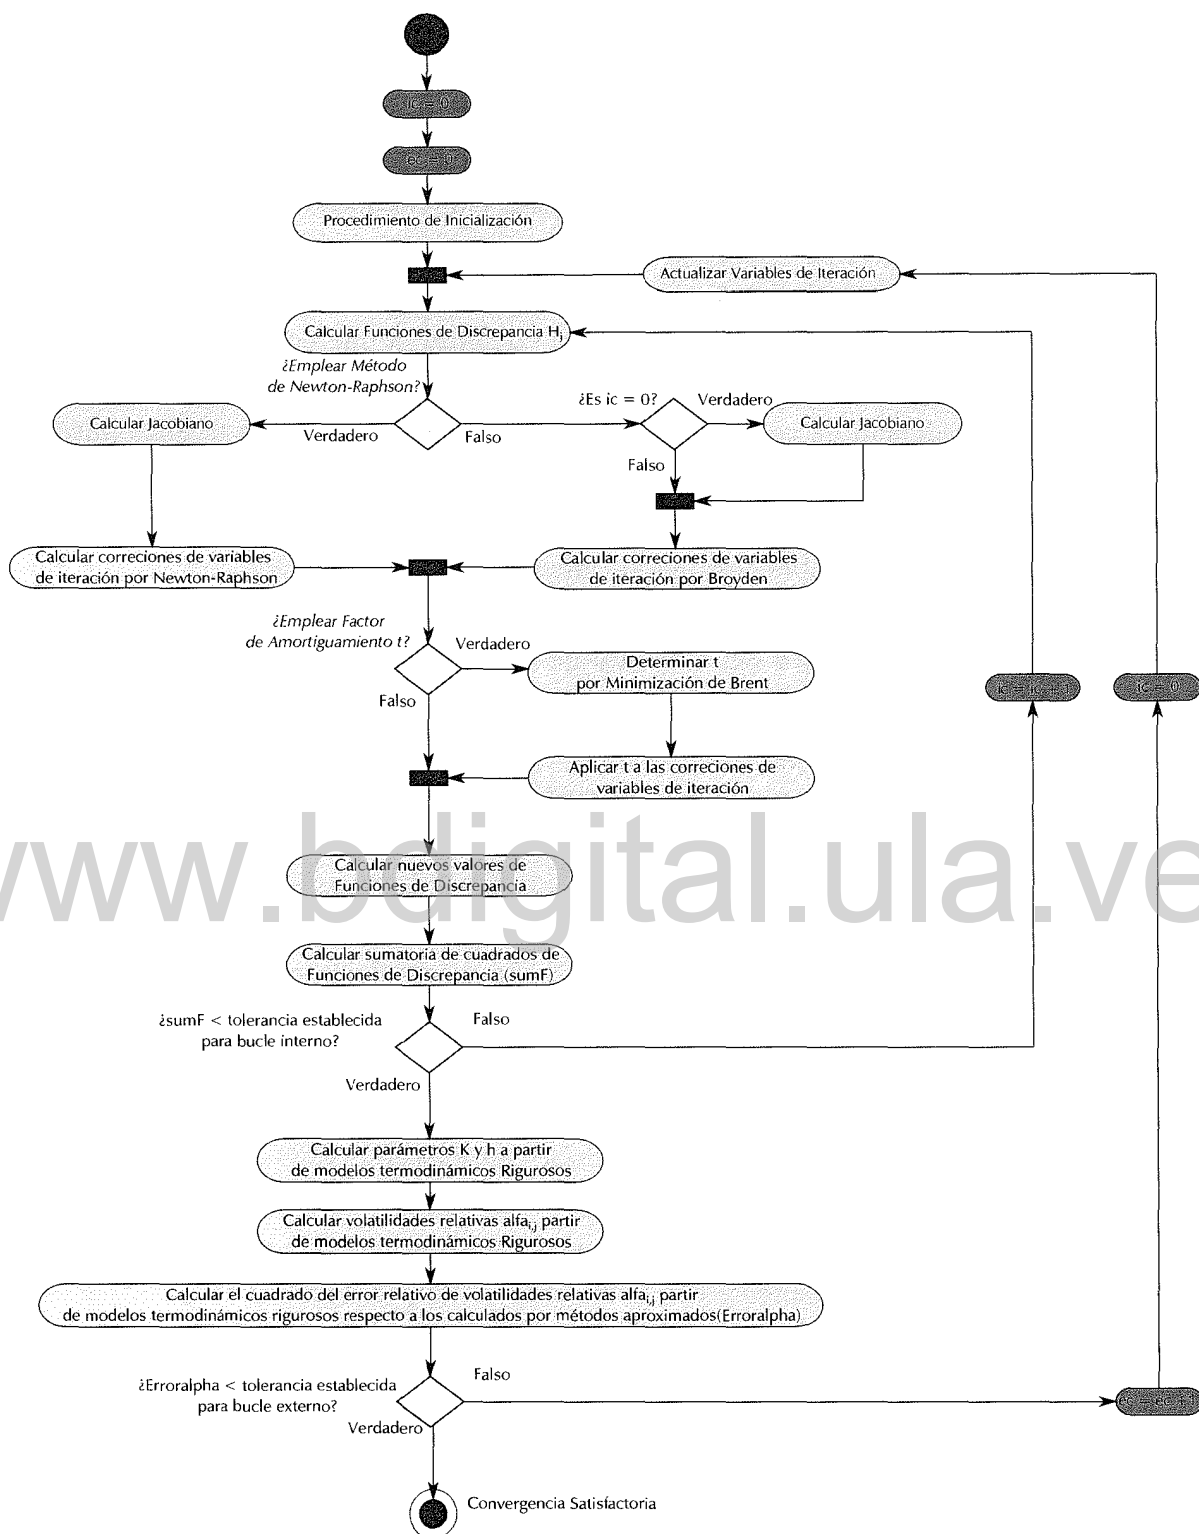 ic = 0
ec = 0
Procedimiento de Inicialización
Actualizar Variables de Iteración
Calcular Funciones de Discrepancia Hj
¿Emplear Método
de Newton-Raphson?
¿Es ic = 0?
Verdadero
Calcular Jacobiano
Verdadero
Falso
Calcular Jacobiano
Falso
Calcular correciones de variables
de iteración por Newton-Raphson
Calcular correciones de variables
de iteración por Broyden
¿Emplear Factor
de Amortiguamiento t?
Verdadero
Determinar t
por Minimización de Brent
Falso
ic = ic + 1
ic = 0
Aplicar t a las correciones de
variables de iteración
www.bdigital.ula.ve
Calcular nuevos valores de
Funciones de Discrepancia
Calcular sumatoria de cuadrados de
Funciones de Discrepancia (sumF)
¿sumF < tolerancia establecida
para bucle interno?
Falso
Verdadero
Calcular parámetros K y h a partir
de modelos termodinámicos Rigurosos
Calcular volatilidades relativas alfai,j partir
de modelos termodinámicos Rigurosos
Calcular el cuadrado del error relativo de volatilidades relativas alfai,j partir
de modelos termodinámicos rigurosos respecto a los calculados por métodos aproximados(Erroralpha)
¿Erroralpha < tolerancia establecida
para bucle externo?
Falso
Verdadero
ec = ec + 1
Convergencia Satisfactoria